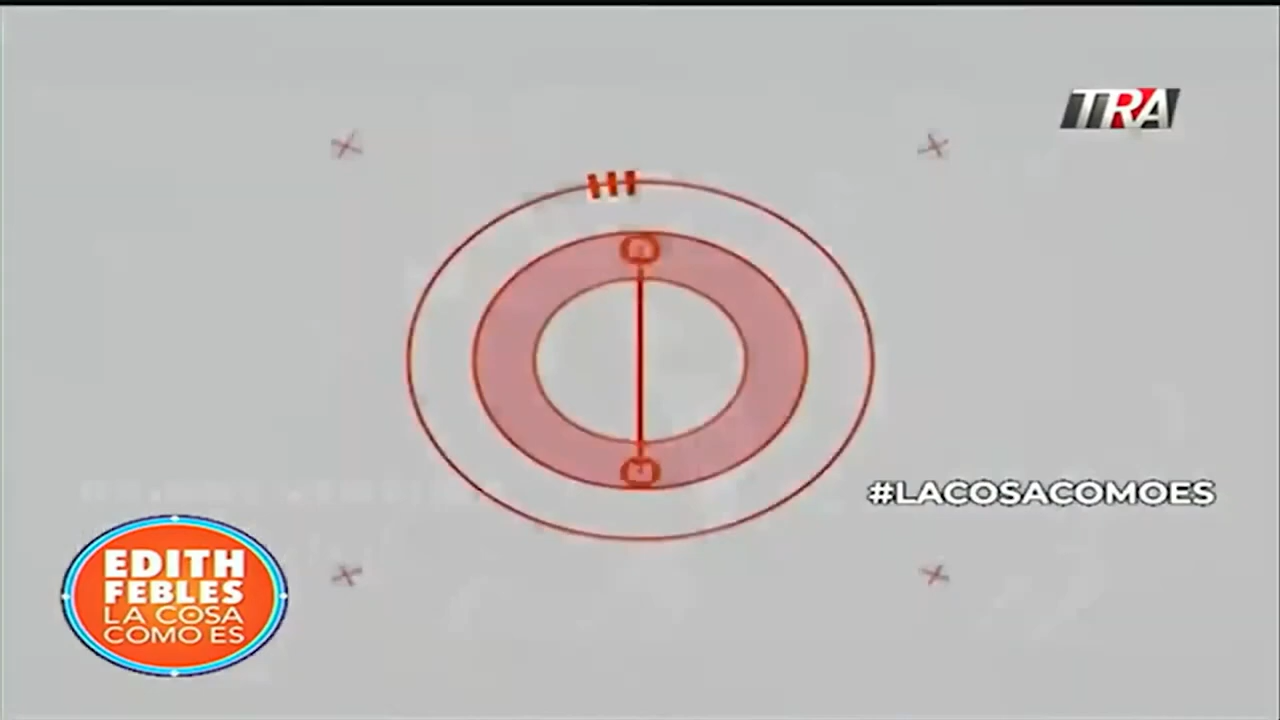 TRA
#LACOSACOMOES
EDITH
FEBLES
LA COSA
COMO ES